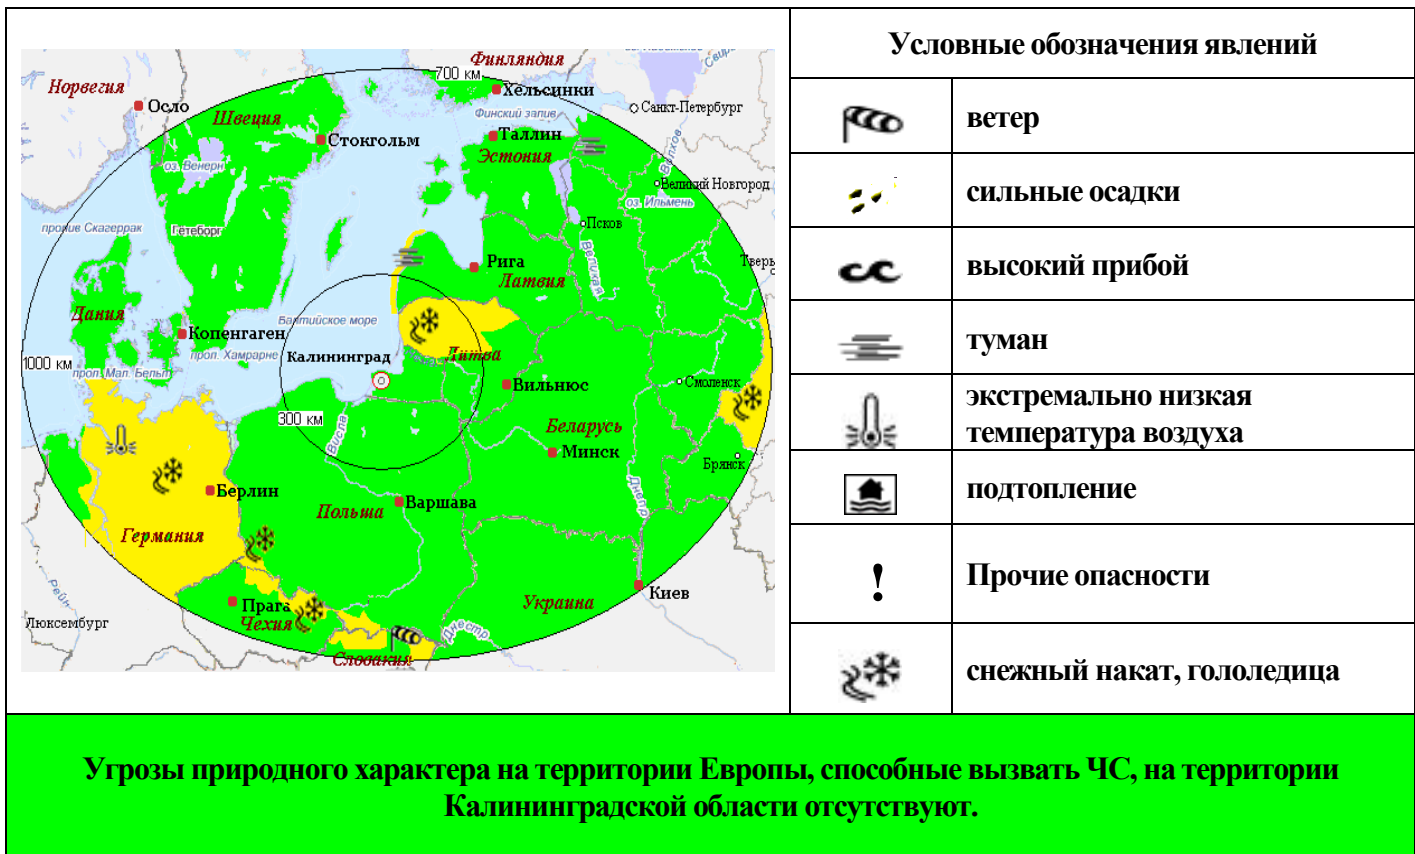 Условные обозначения явлений
ветер
сильные осадки
высокий прибой
туман
экстремально низкая
температура воздуха
подтопление
!
Прочие опасности
снежный накат, гололедица
Финляндия
700 км
Норвегия
Хельсинки
Осло
Санкт-Петербург
Швеция
Финский залив
Стокгольм
Таллин
Волхов
Свирь
Эстония
оз. Венерн
Великий Новгород
оз. Ильмень
пролив Скагеррак
Гётеборг
Псков
Великая
Рига
Тверь
Латвия
Дания
Балтийское море
Копенгаген
Калининград
Литва
1000 км
прол. Хамрарне
прол. Мал. Бельт
Вильнюс
Смоленск
300 км
Висла
Беларусь
Минск
Брянск
Берлин
Варшава
Днепр
Польша
Германия
Рейн
Прага
Украина
Киев
Люксембург
Чехия
Днестр
Словакия
Угрозы природного характера на территории Европы, способные вызвать ЧС, на территории
Калининградской области отсутствуют.